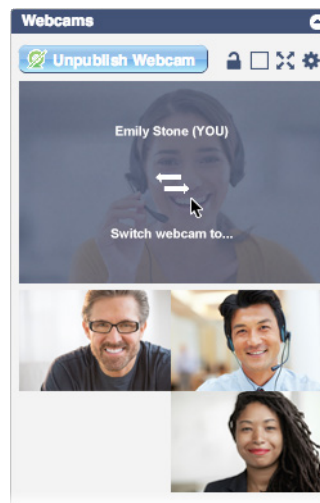 Webcams
Unpublish Webcam
Emily Stone (YOU)
Switch webcam to...